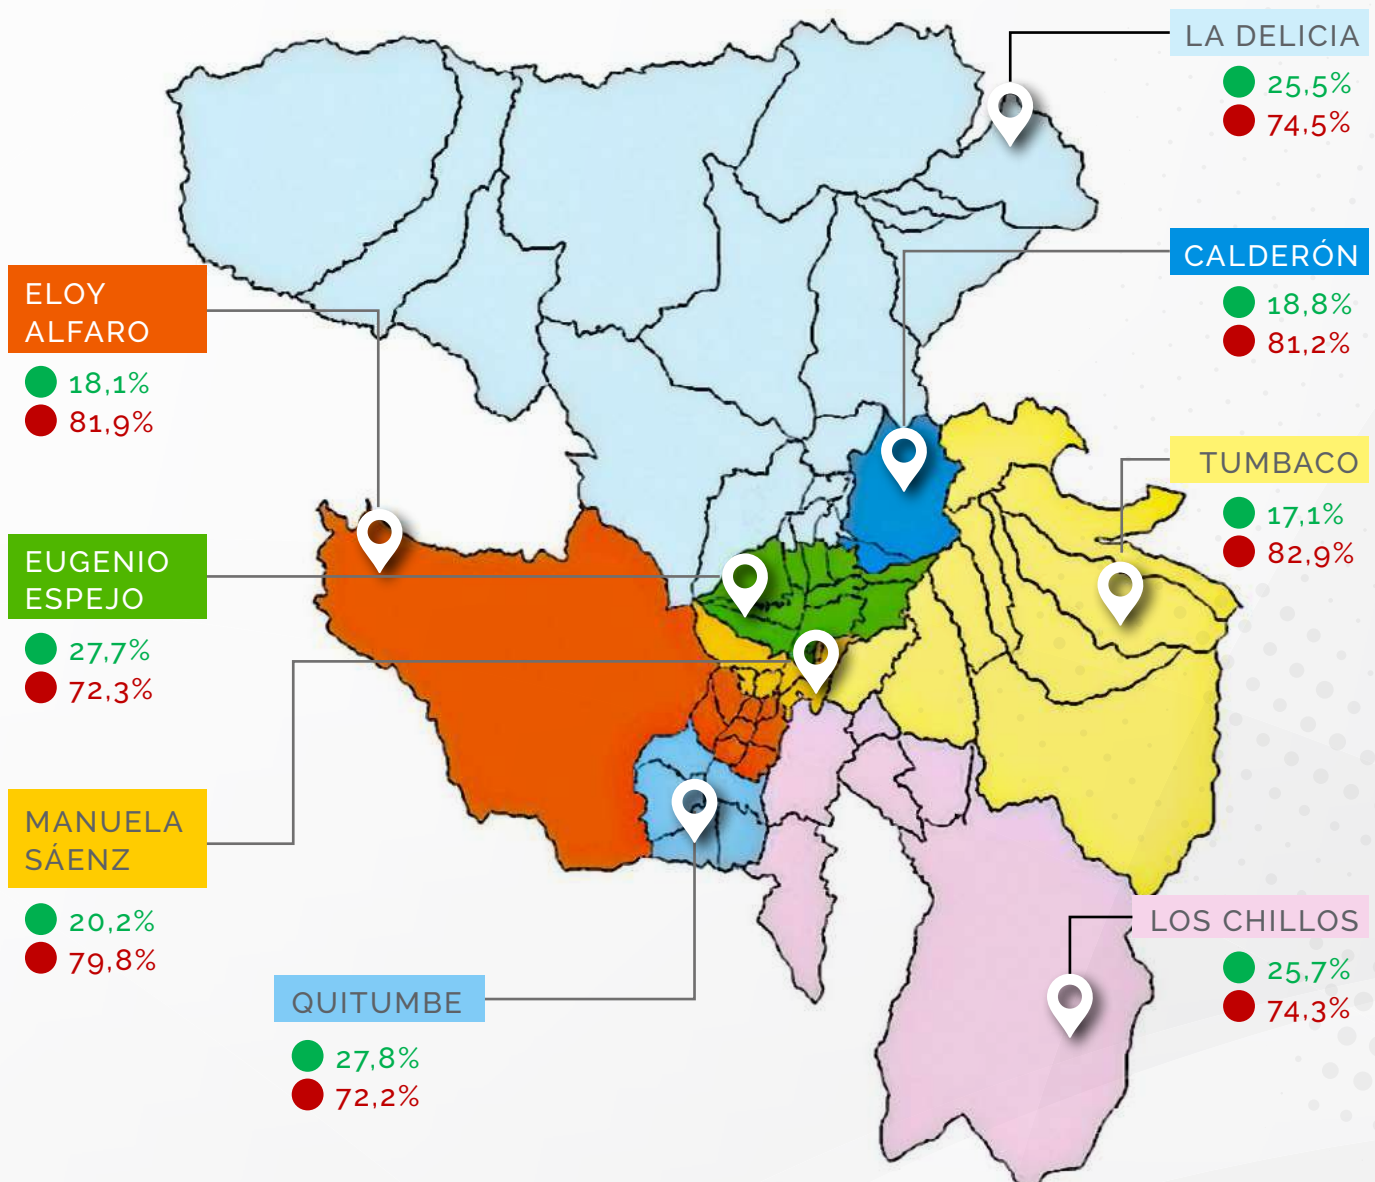 LA DELICIA
25,5%
74,5%
CALDERÓN
18,8%
81,2%
ELOY
ALFARO
18,1%
81,9%
TUMBACO
17,1%
82,9%
EUGENIO
ESPEJO
27,7%
72,3%
MANUELA
SÁENZ
20,2%
79,8%
LOS CHILLOS
25,7%
74,3%
QUITUMBE
27,8%
72,2%